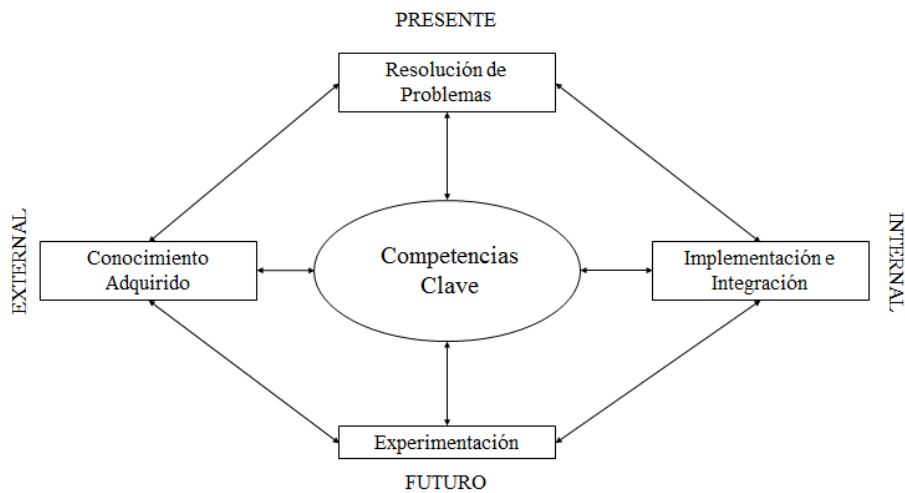 PRESENTE
Resolución de
Problemas
EXTERNAL
Conocimiento
Adquirido
Competencias
Clave
Implementación e
Integración
INTERNAL
Experimentación
FUTURO